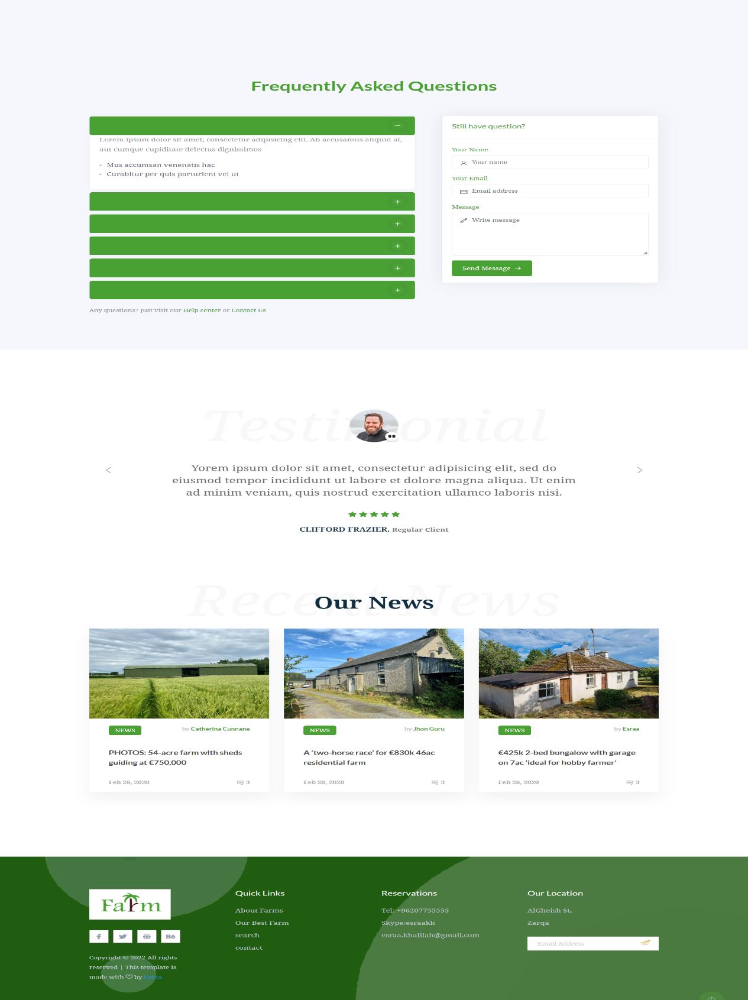 Frequently Asked Questions
Lorem ipsum dolor sit amet, consectetur adipisicing elit. Ab accusamus aliquid at,
aut cumque cupiditate delectus dignissimos
Mus accumsan venenatis hac
Curabitur per quis parturient vel ut
Any questions? Just visit our Help center or Contact Us
Still have question?
Your Name
Your name
Your Email
Email address
Message
Write message
Send Message
Testimonial
Yorem ipsum dolor sit amet, consectetur adipisicing elit, sed do
eiusmod tempor incididunt ut labore et dolore magna aliqua. Ut enim
ad minim veniam, quis nostrud exercitation ullamco laboris nisi.
CLIFFORD FRAZIER, Regular Client
Recent News
Our News
NEWS by Catherina Cunnane
PHOTOS: 54-acre farm with sheds
guiding at €750,000
Feb 28, 2020 3
NEWS by Jhon Guru
A ‘two-horse race’ for €830k 46ac
residential farm
Feb 28, 2020 3
NEWS by Esraa
€425k 2-bed bungalow with garage
on 7ac ‘ideal for hobby farmer’
Feb 28, 2020 3
Farm
Bē
Copyright © 2022 All rights
reserved | This template is
made with by Esraa
Quick Links
About Farms
Our Best Farm
search
contact
Reservations
Tel: +96207755555
Skype:esraakh
esraa.khalilah@gmail.com
Our Location
AlGheish St,
Zarqa
Email Address